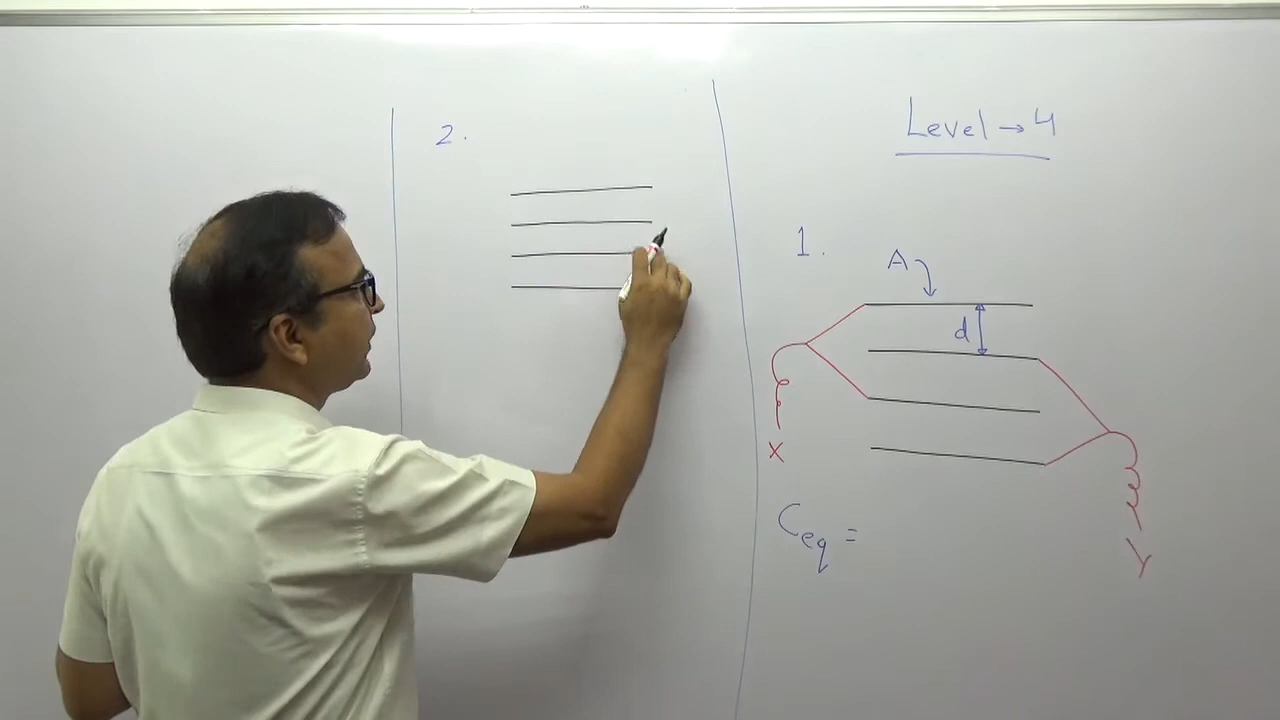 2.
Level → 4
1.
A
d
X
Ceq =
Y